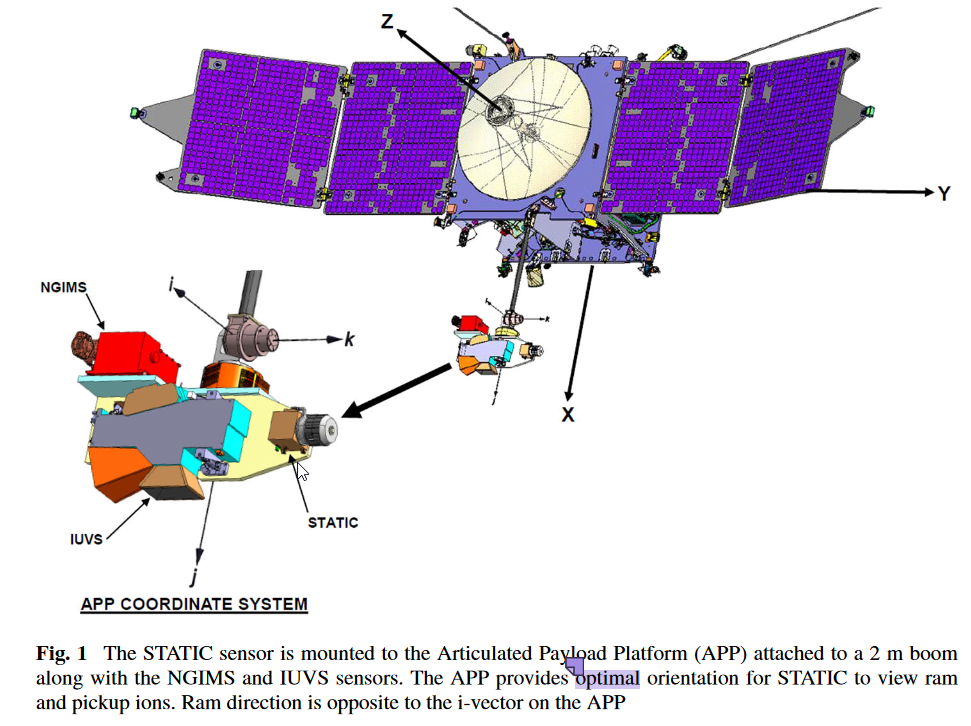 Z
Y
NGIMS
i
k
X
i
k
j
STATIC
IUVS
j
APP COORDINATE SYSTEM
Fig. 1 The STATIC sensor is mounted to the Articulated Payload Platform (APP) attached to a 2 m boom
along with the NGIMS and IUVS sensors. The APP provides optimal orientation for STATIC to view ram
and pickup ions. Ram direction is opposite to the i-vector on the APP